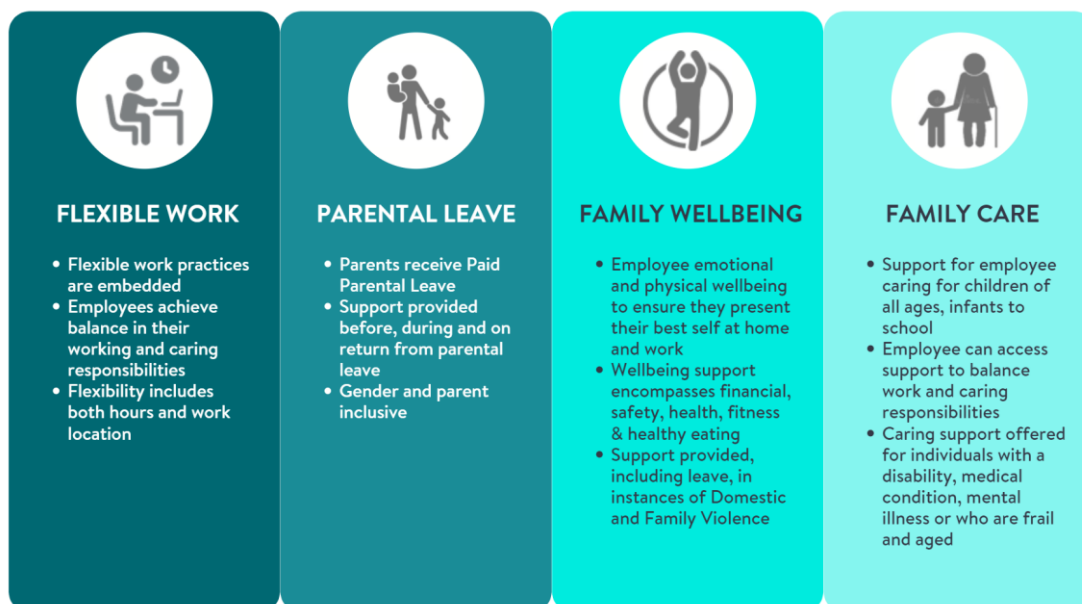 FLEXIBLE WORK
• Flexible work practices
are embedded
• Employees achieve
balance in their
working and caring
responsibilities
• Flexibility includes
both hours and work
location
PARENTAL LEAVE
• Parents receive Paid
Parental Leave
• Support provided
before, during and on
return from parental
leave
• Gender and parent
inclusive
FAMILY WELLBEING
• Employee emotional
and physical wellbeing
to ensure they present
their best self at home
and work
• Wellbeing support
encompasses financial,
safety, health, fitness
& healthy eating
• Support provided,
including leave, in
instances of Domestic
and Family Violence
FAMILY CARE
• Support for employee
caring for children of
all ages, infants to
school
• Employee can access
support to balance
work and caring
responsibilities
• Caring support offered
for individuals with a
disability, medical
condition, mental
illness or who are frail
and aged